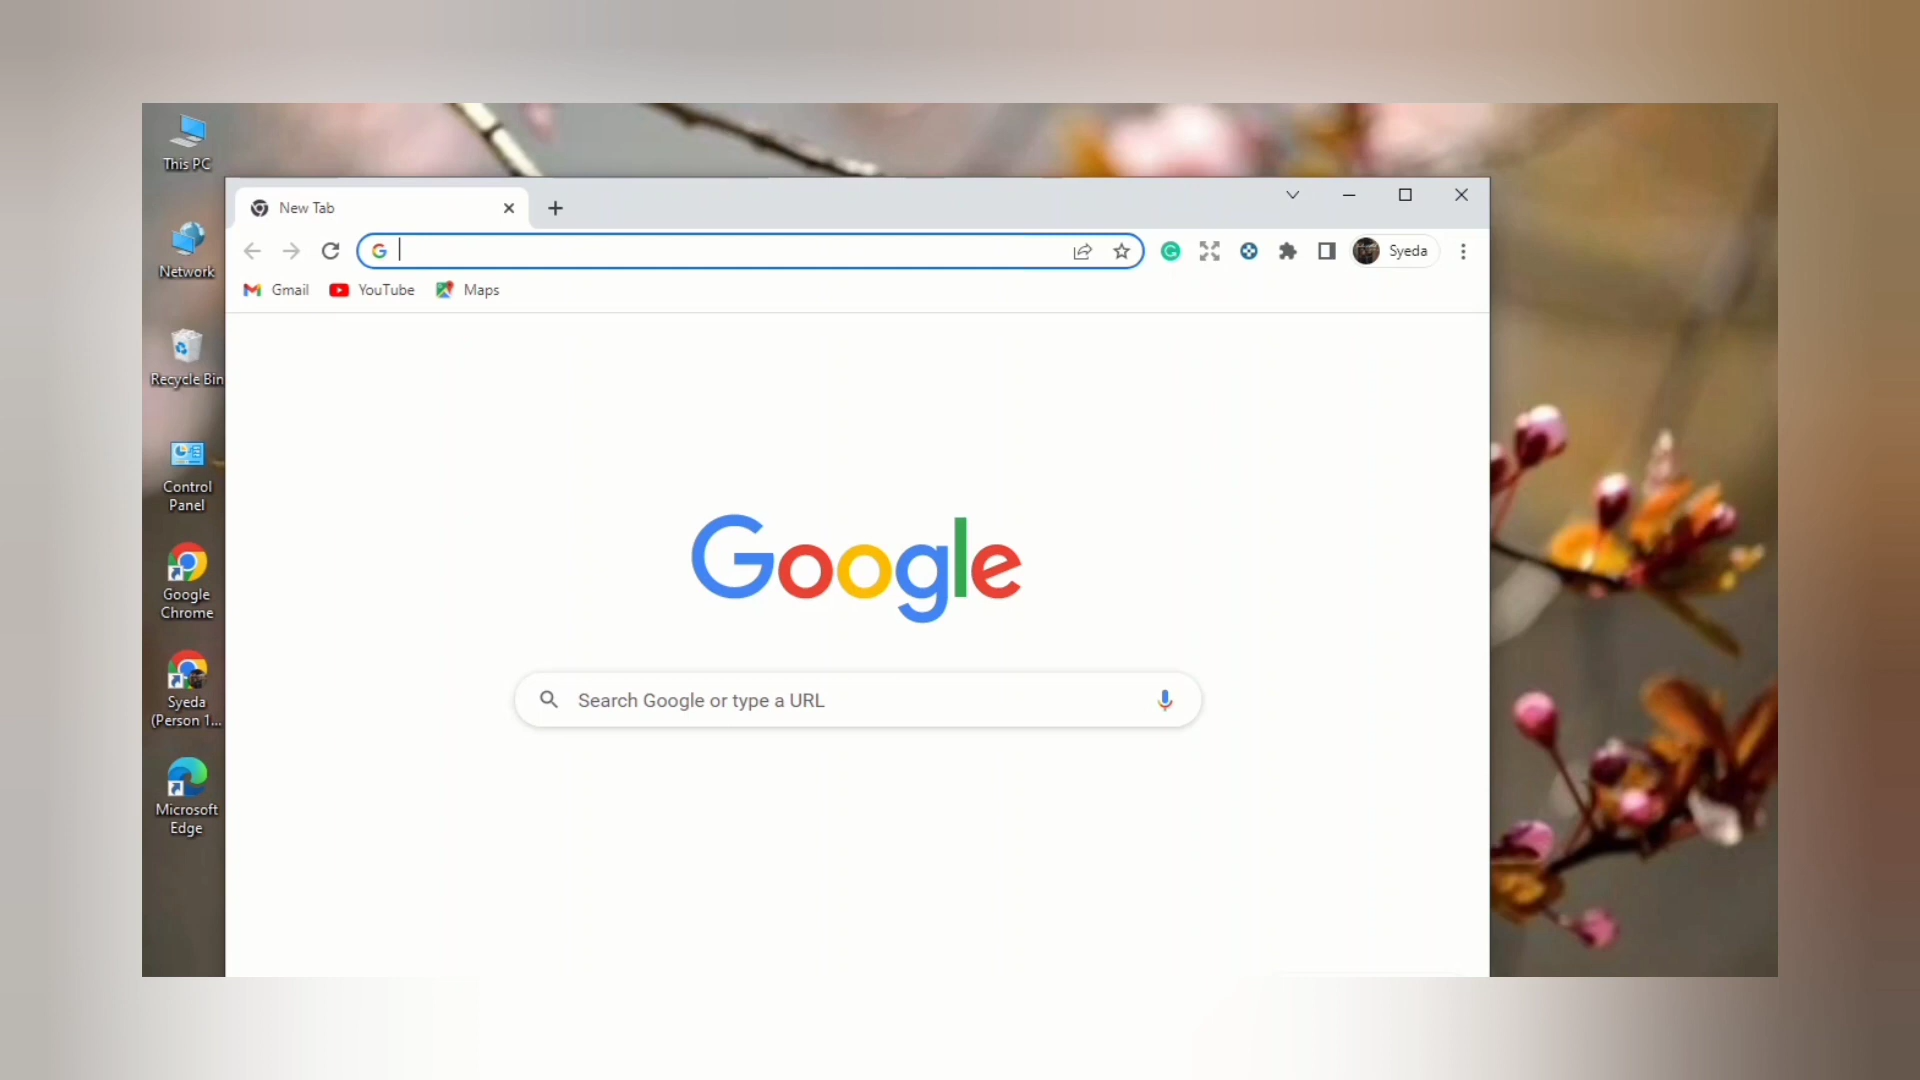 This PC
Network
Recycle Bin
Control
Panel
Google
Chrome
Syeda
(Person 1...
Microsoft
Edge
New Tab
Syeda
Gmail
YouTube
Maps
Google
Search Google or type a URL